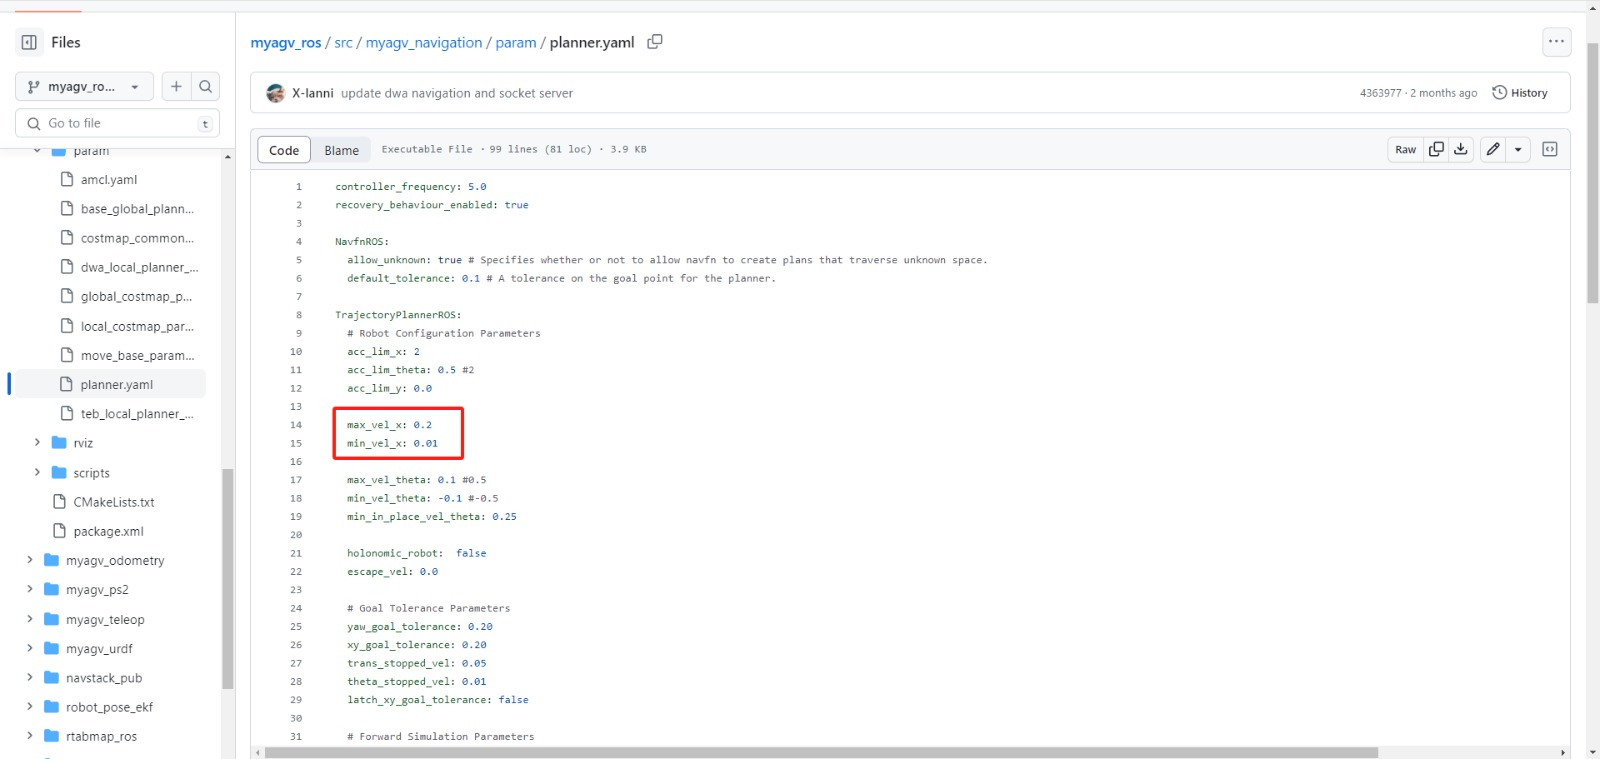 Files
myagv_ro...
Go to file
t
param
amcl.yaml
base_global_plann...
costmap_common...
dwa_local_planner_...
global_costmap_p...
local_costmap_par...
move_base_param...
planner.yaml
teb_local_planner_...
rviz
scripts
CMakeLists.txt
package.xml
myagv_odometry
myagv_ps2
myagv_teleop
myagv_urdf
navstack_pub
robot_pose_ekf
rtabmap_ros
myagv_ros / src / myagv_navigation / param / planner.yaml
X-lanni update dwa navigation and socket server
4363977 · 2 months ago History
Code Blame Executable File · 99 lines (81 loc) · 3.9 KB
Raw
1 controller_frequency: 5.0
2 recovery_behaviour_enabled: true
3
4 NavfnROS:
5 allow_unknown: true # Specifies whether or not to allow navfn to create plans that traverse unknown space.
6 default_tolerance: 0.1 # A tolerance on the goal point for the planner.
7
8 TrajectoryPlannerROS:
9 # Robot Configuration Parameters
10 acc_lim_x: 2
11 acc_lim_theta: 0.5 #2
12 acc_lim_y: 0.0
13
14 max_vel_x: 0.2
15 min_vel_x: 0.01
16
17 max_vel_theta: 0.1 #0.5
18 min_vel_theta: -0.1 #-0.5
19 min_in_place_vel_theta: 0.25
20
21 holonomic_robot: false
22 escape_vel: 0.0
23
24 # Goal Tolerance Parameters
25 yaw_goal_tolerance: 0.20
26 xy_goal_tolerance: 0.20
27 trans_stopped_vel: 0.05
28 theta_stopped_vel: 0.01
29 latch_xy_goal_tolerance: false
30
31 # Forward Simulation Parameters